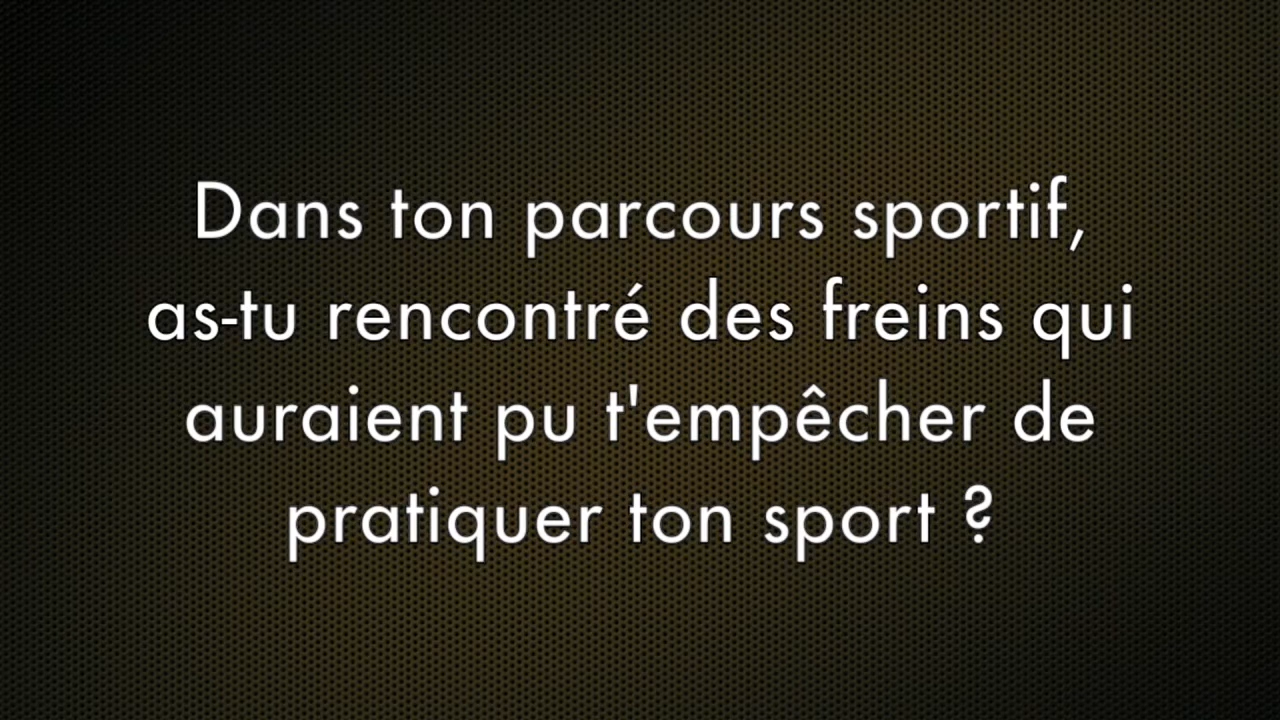 Dans ton parcours sportif,
as-tu rencontré des freins qui
auraient pu t'empêcher de
pratiquer ton sport ?